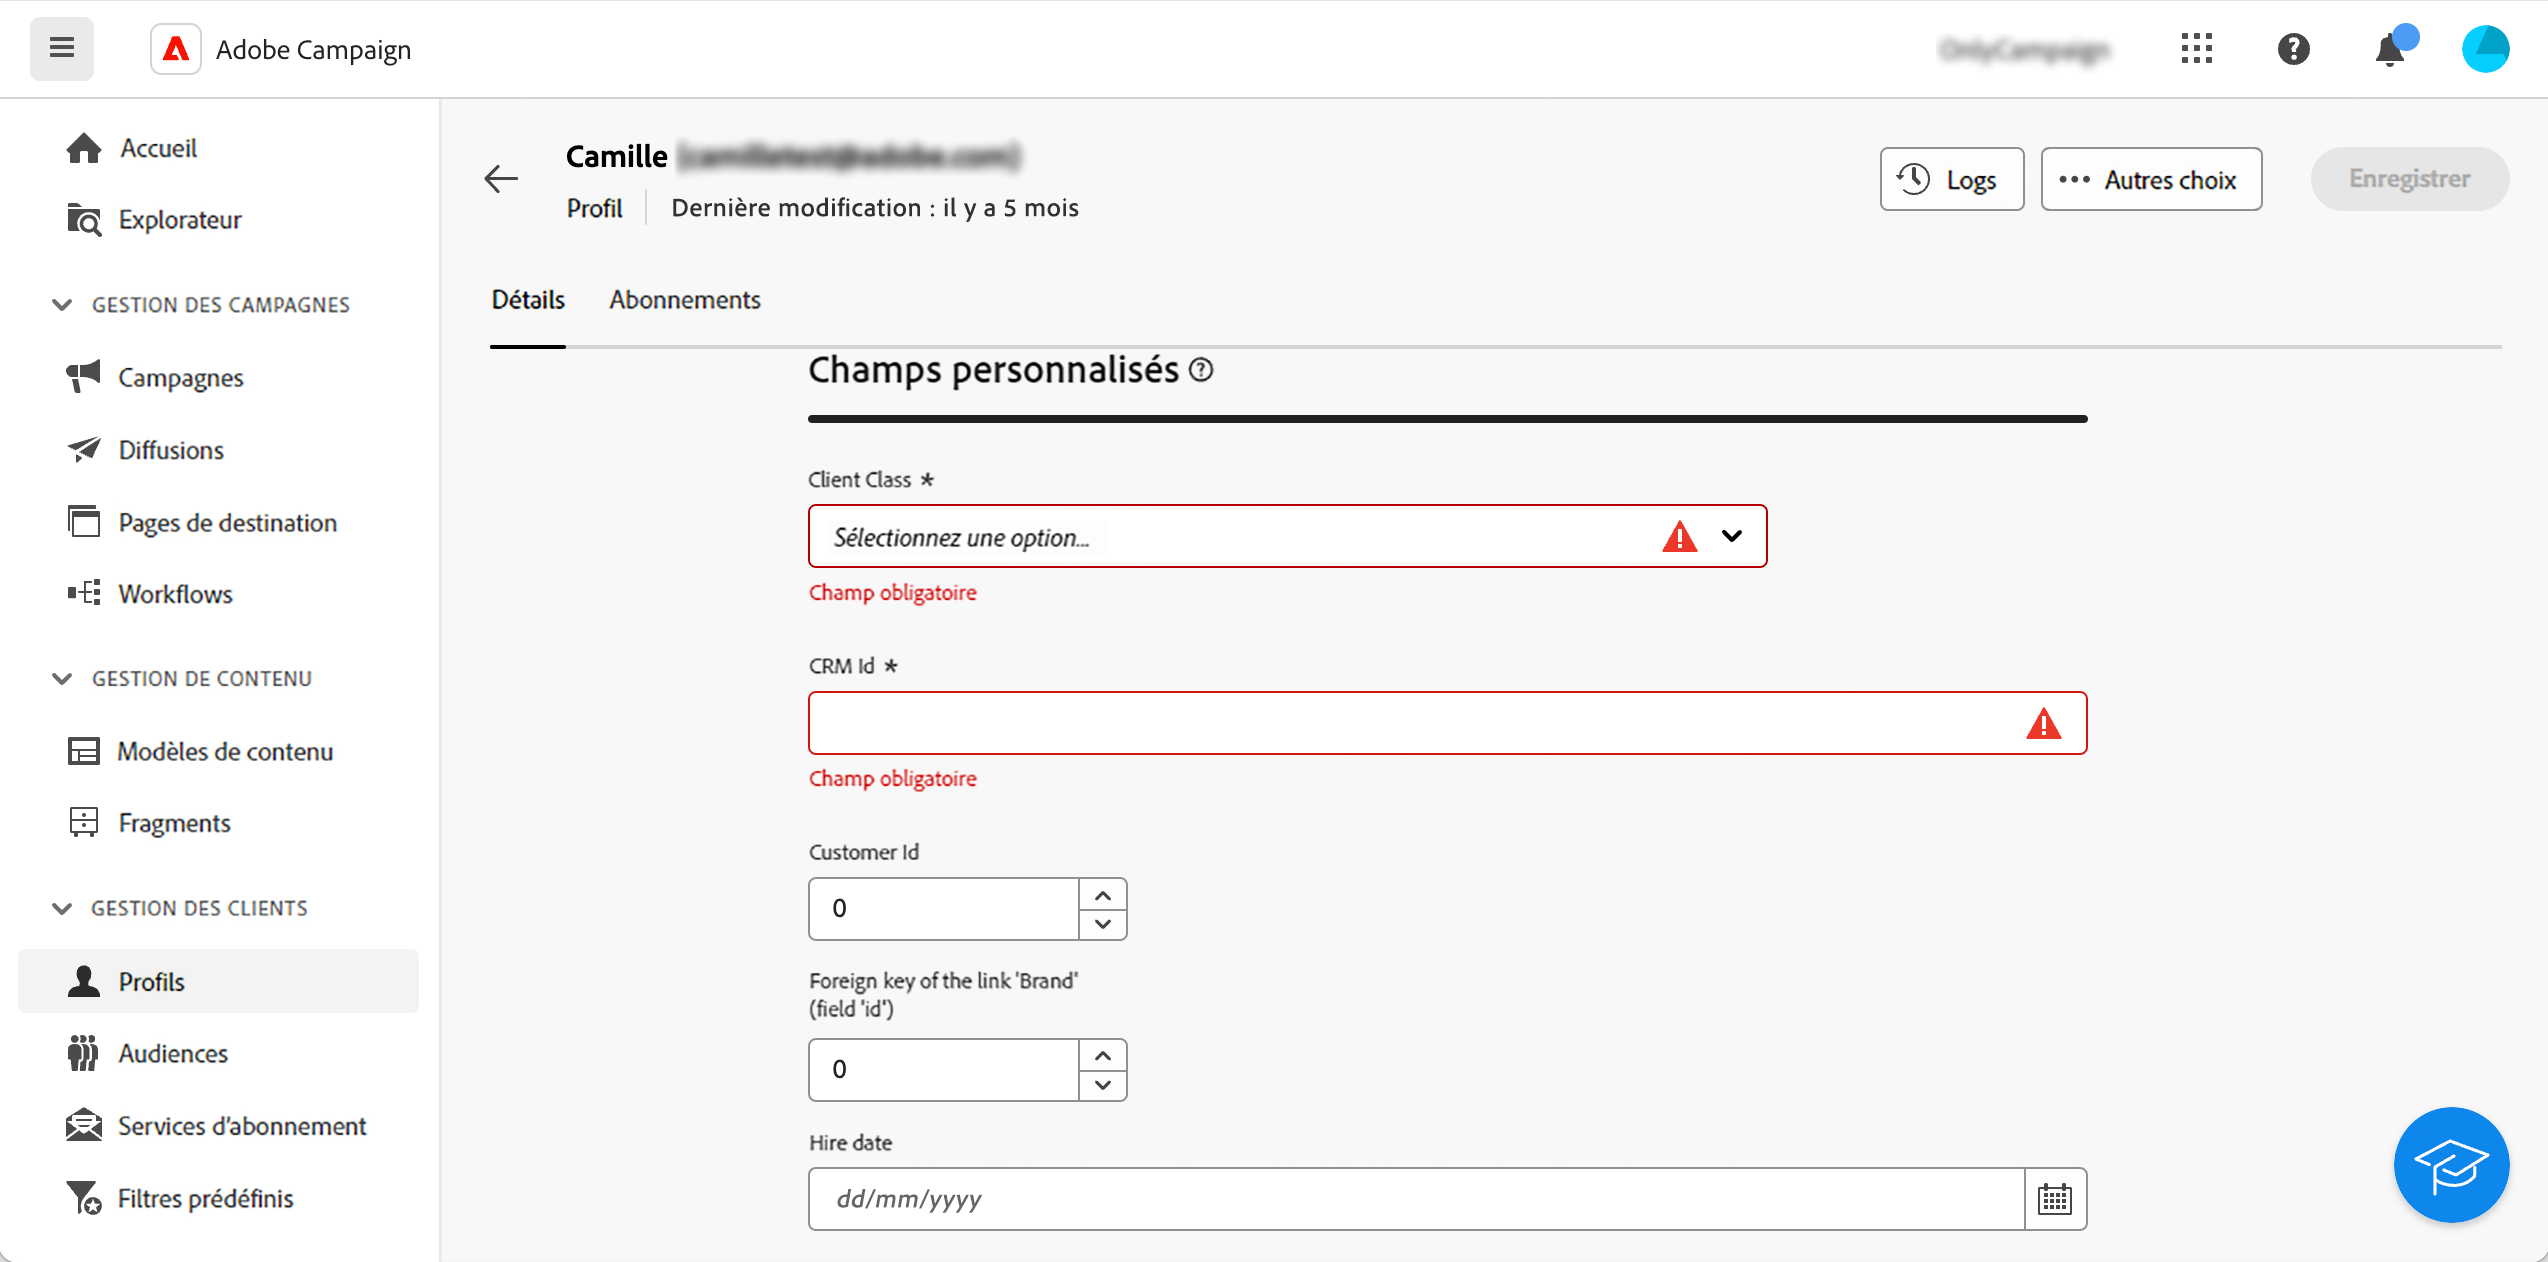 Adobe Campaign
Accueil
Explorateur
GESTION DES CAMPAGNES
Campagnes
Diffusions
Pages de destination
Workflows
GESTION DE CONTENU
Modèles de contenu
Fragments
GESTION DES CLIENTS
Profils
Audiences
Services d'abonnement
Filtres prédéfinis
Camille
Profil Dernière modification : il y a 5 mois
Logs
Autres choix
Enregistrer
Détails Abonnements
Champs personnalisés
Client Class *
Sélectionnez une option...
Champ obligatoire
CRM Id *
Champ obligatoire
Customer Id
0
Foreign key of the link 'Brand'
(field 'id')
0
Hire date
dd/mm/yyyy